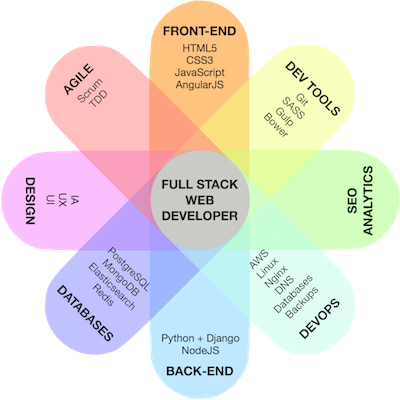 FRONT-END
HTML5
CSS3
JavaScript
AngularJS
DEV TOOLS
Git
SASS
Gulp
Bower
SEO
ANALYTICS
AWS
Linux
Nginx
DNS
Databases
Backups
DEVOPS
Python + Django
NodeJS
BACK-END
PostgreSQL
MongoDB
Elasticsearch
Redis
DATABASES
DESIGN
IA
UX
UI
AGILE
Scrum
TDD
FULL STACK
WEB
DEVELOPER